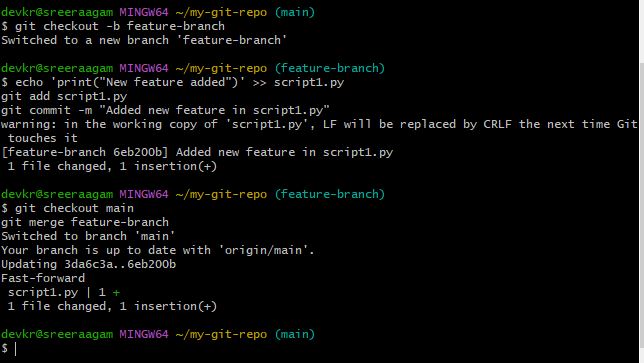 devkr@sreeraagam MINGW64 ~/my-git-repo (main)
$ git checkout -b feature-branch
Switched to a new branch 'feature-branch'

devkr@sreeraagam MINGW64 ~/my-git-repo (feature-branch)
$ echo 'print("New feature added")' >> script1.py
git add script1.py
git commit -m "Added new feature in script1.py"
warning: in the working copy of 'script1.py', LF will be replaced by CRLF the next time Git
 touches it
[feature-branch 6eb200b] Added new feature in script1.py
 1 file changed, 1 insertion(+)

devkr@sreeraagam MINGW64 ~/my-git-repo (feature-branch)
$ git checkout main
git merge feature-branch
Switched to branch 'main'
Your branch is up to date with 'origin/main'.
Updating 3da6c3a..6eb200b
Fast-forward
 script1.py | 1 +
 1 file changed, 1 insertion(+)

devkr@sreeraagam MINGW64 ~/my-git-repo (main)
$